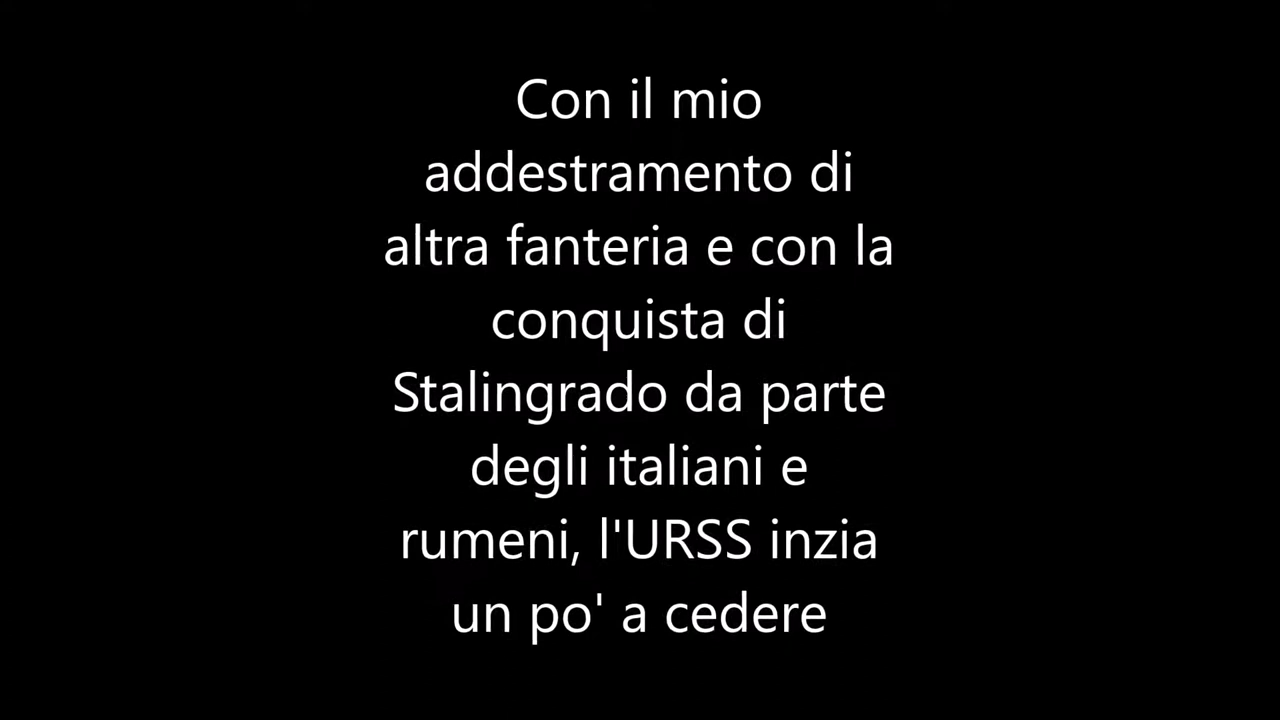 Con il mio
addestramento di
altra fanteria e con la
conquista di
Stalingrado da parte
degli italiani e
rumeni, l'URSS inzia
un po' a cedere